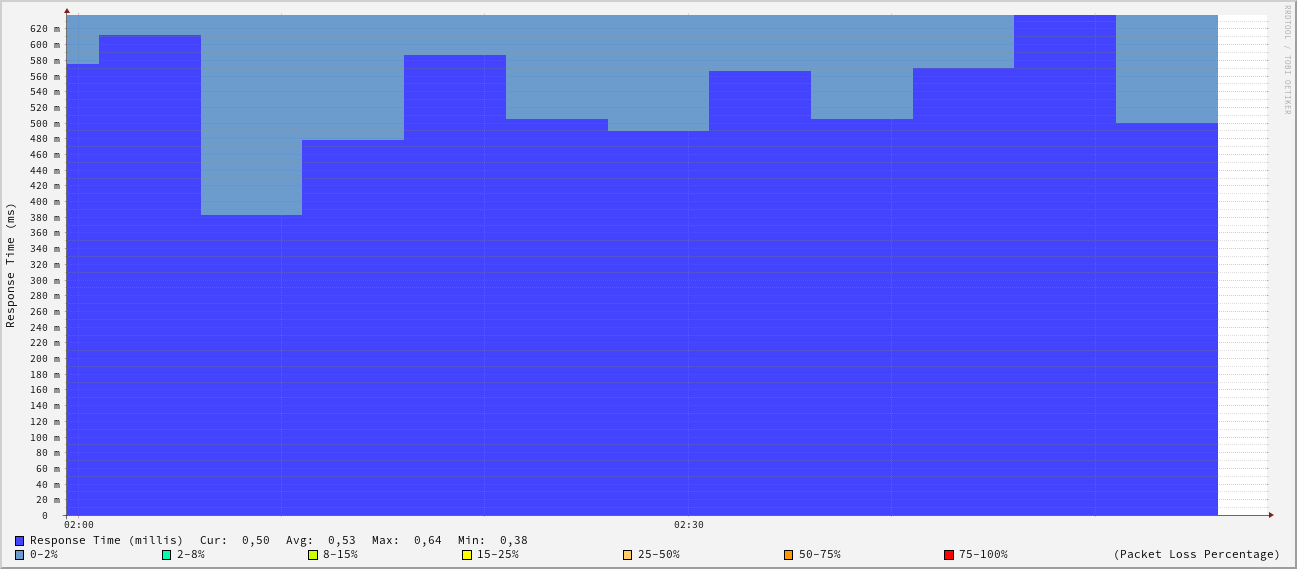 RRDTOOL / TOBI OETIKER
Response Time (ms)
620 m
600 m
580 m
560 m
540 m
520 m
500 m
480 m
460 m
440 m
420 m
400 m
380 m
360 m
340 m
320 m
300 m
280 m
260 m
240 m
220 m
200 m
180 m
160 m
140 m
120 m
100 m
80 m
60 m
40 m
20 m
0
02:00 02:30
Response Time (millis) Cur: 0,50 Avg: 0,53 Max: 0,64 Min: 0,38
0-2% 2-8% 8-15% 15-25% 25-50% 50-75% 75-100% (Packet Loss Percentage)